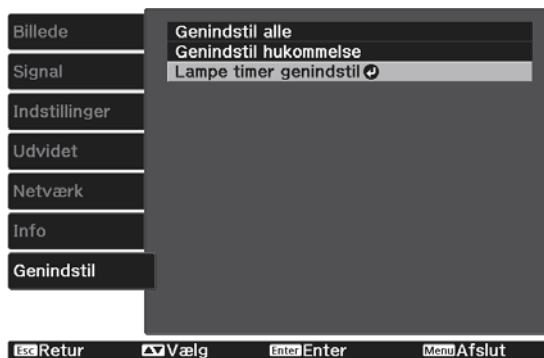 Billede
Signal
Indstillinger
Udvidet
Netværk
Info
Genindstil
Genindstil alle
Genindstil hukommelse
Lampe timer genindstil
Esc Retur Vælg Enter Enter Menu Afslut